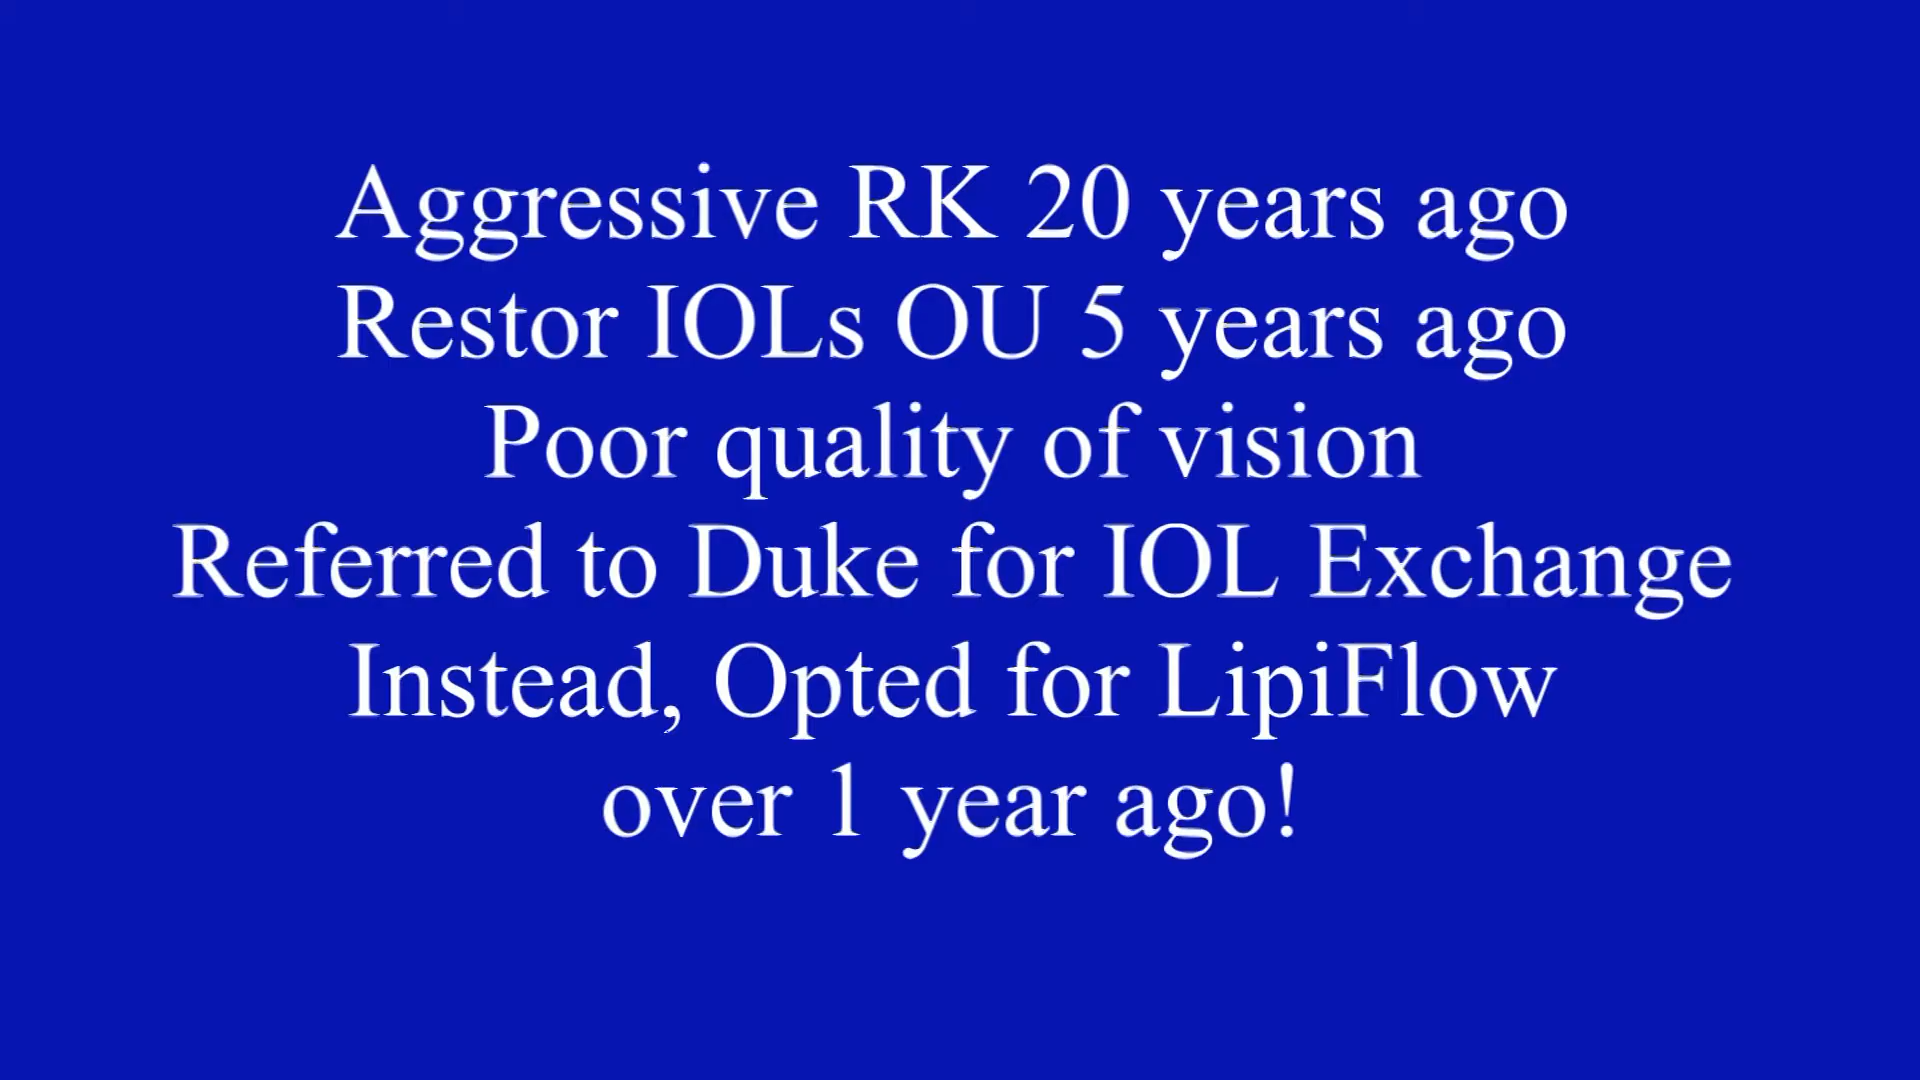 Aggressive RK 20 years ago
Restor IOLs OU 5 years ago
Poor quality of vision
Referred to Duke for IOL Exchange
Instead, Opted for LipiFlow
over 1 year ago!